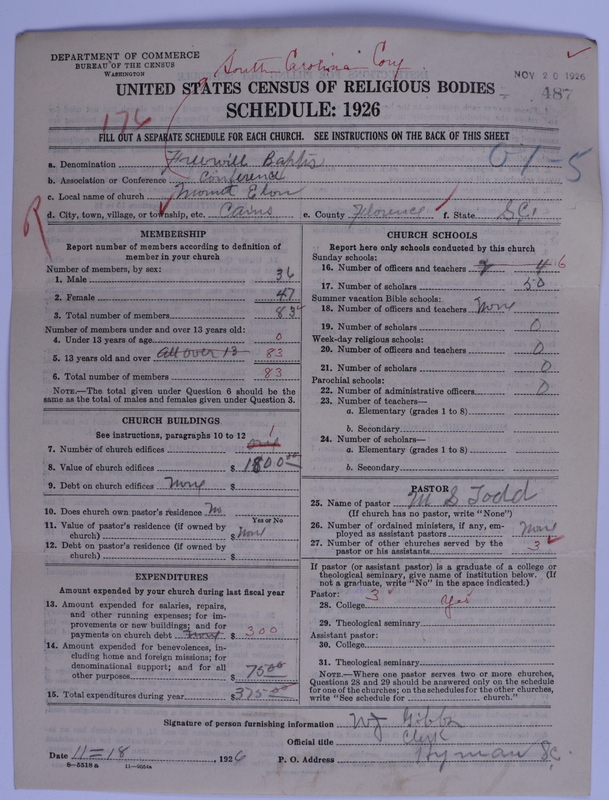 DEPARTMENT OF COMMERCE
BUREAU OF THE CENSUS
WASHINGTON
South Carolina Conf
NOV 20 1926
487
UNITED STATES CENSUS OF RELIGIOUS BODIES
SCHEDULE: 1926
176
FILL OUT A SEPARATE SCHEDULE FOR EACH CHURCH. SEE INSTRUCTIONS ON THE BACK OF THIS SHEET
a. Denomination Freewill Baptis
61-5
b. Association or Conference Conference
c. Local name of church Mount Elon
d. City, town, village, or township, etc. Cains e. County Florence f. State S.C.
R
MEMBERSHIP
Report number of members according to definition of member in your church
Number of members, by sex:
1. Male 36
2. Female 47
3. Total number of members 83
Number of members under and over 13 years old:
4. Under 13 years of age 0
5. 13 years old and over all over 13 83
6. Total number of members 83
NOTE.—The total given under Question 6 should be the
same as the total of males and females given under Question 3.
CHURCH BUILDINGS
See instructions, paragraphs 10 to 12
7. Number of church edifices one 1
8. Value of church edifices $ 1800.00
9. Debt on church edifices None $
10. Does church own pastor's residence No
Yes or No
11. Value of pastor's residence (if owned by
church) $ None
12. Debt on pastor's residence (if owned by
church) $
EXPENDITURES
Amount expended by your church during last fiscal year
13. Amount expended for salaries, repairs,
and other running expenses; for im-
provements or new buildings; and for
payments on church debt None $ 300
14. Amount expended for benevolences, in-
cluding home and foreign missions; for
denominational support; and for all
other purposes $ 75.00
15. Total expenditures during year $ 375.00
CHURCH SCHOOLS
Report here only schools conducted by this church
Sunday schools:
16. Number of officers and teachers 4 6
17. Number of scholars 50
Summer vacation Bible schools:
18. Number of officers and teachers None
19. Number of scholars 0
Week-day religious schools:
20. Number of officers and teachers 0
21. Number of scholars 0
Parochial schools:
22. Number of administrative officers 0
23. Number of teachers—
a. Elementary (grades 1 to 8)
b. Secondary
24. Number of scholars—
a. Elementary (grades 1 to 8)
b. Secondary
PASTOR
25. Name of pastor M S Todd
(If church has no pastor, write "None")
26. Number of ordained ministers, if any, em-
ployed as assistant pastors None
27. Number of other churches served by the
pastor or his assistants 3
If pastor (or assistant pastor) is a graduate of a college or
theological seminary, give name of institution below. (If
not a graduate, write "No" in the space indicated.)
Pastor: 3
28. College Yes
29. Theological seminary
Assistant pastor:
30. College
31. Theological seminary
NOTE.—Where one pastor serves two or more churches,
Questions 28 and 29 should be answered only on the schedule
for one of the churches; on the schedules for the other churches,
write "See schedule for church."
Signature of person furnishing information W J Gibbs
Official title Clerk
Date 11=18, 1926 P. O. Address Hyman SC.
8-5518a 11-9554a